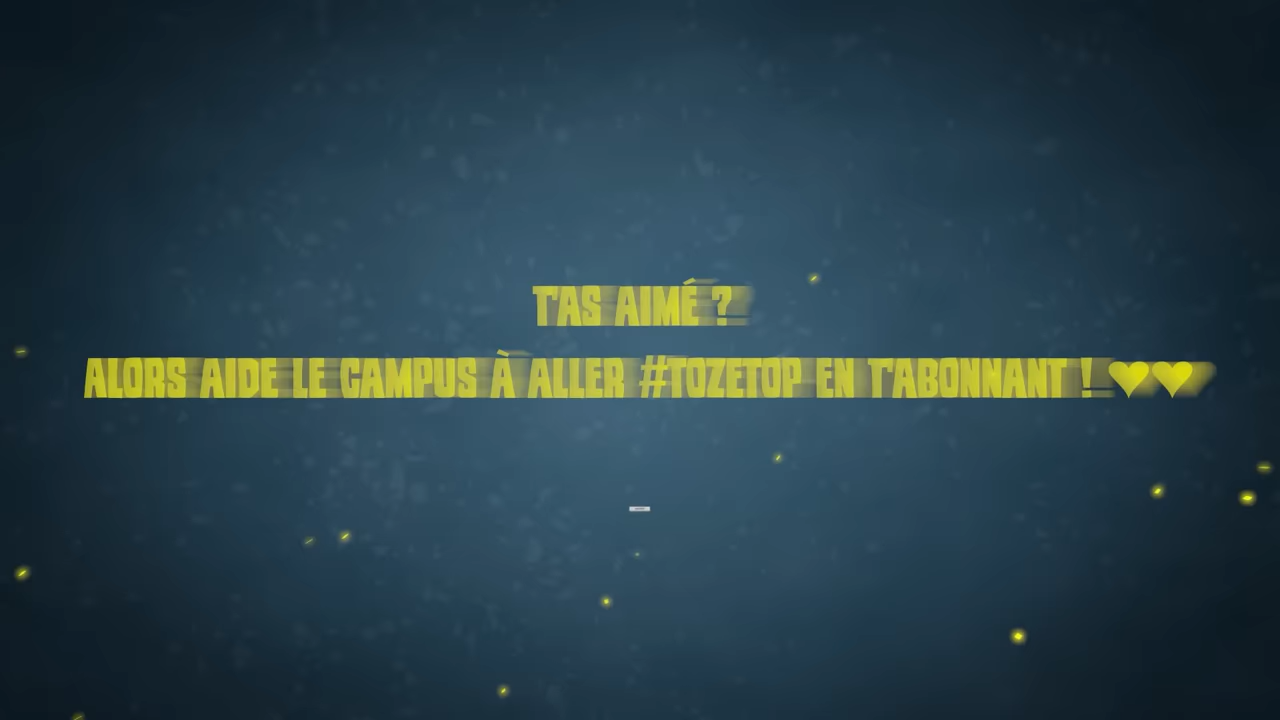 T'AS AIMÉ ?
ALORS AIDE LE CAMPUS À ALLER #TOZETOP EN T'ABONNANT ! ♥♥